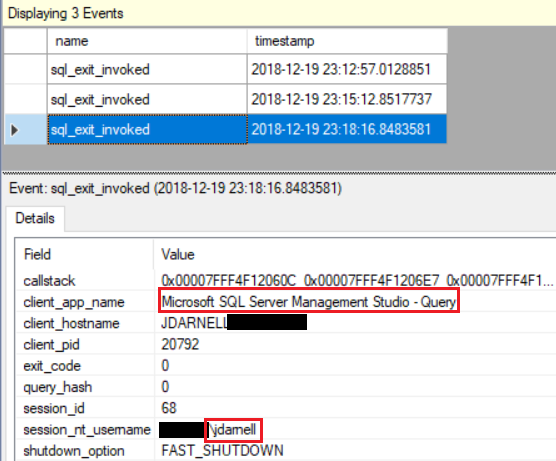 Displaying 3 Events
name timestamp
sql_exit_invoked 2018-12-19 23:12:57.0128851
sql_exit_invoked 2018-12-19 23:15:12.8517737
sql_exit_invoked 2018-12-19 23:18:16.8483581
Event: sql_exit_invoked (2018-12-19 23:18:16.8483581)
Details
Field Value
callstack 0x00007FFF4F12060C 0x00007FFF4F1206E7 0x00007FFF4F1...
client_app_name Microsoft SQL Server Management Studio - Query
client_hostname JDARNELL
client_pid 20792
exit_code 0
query_hash 0
session_id 68
session_nt_username \jdarnell
shutdown_option FAST_SHUTDOWN